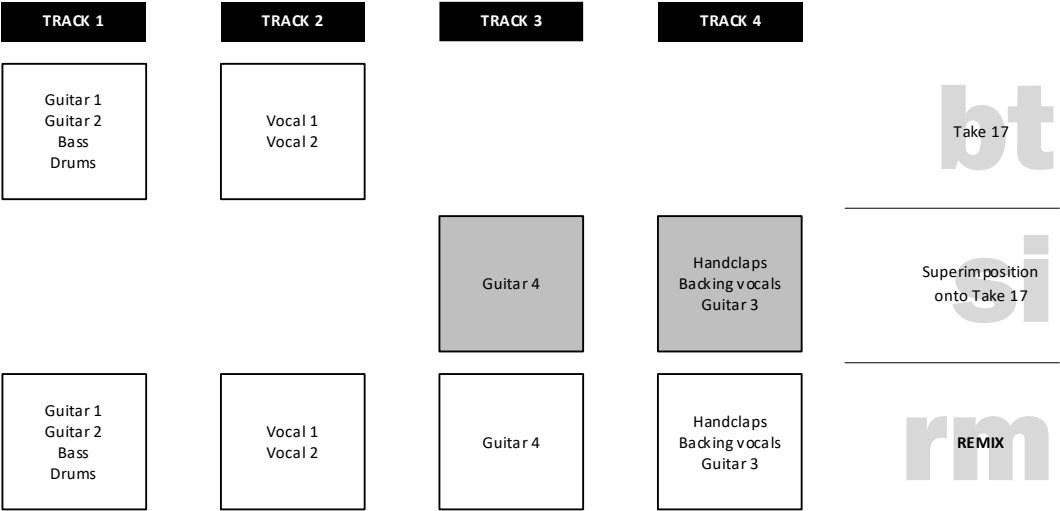 TRACK 1
TRACK 2
TRACK 3
TRACK 4
Guitar 1
Guitar 2
Bass
Drums
Vocal 1
Vocal 2
bt
Take 17
Guitar 4
Handclaps
Backing vocals
Guitar 3
si
Superimposition
onto Take 17
Guitar 1
Guitar 2
Bass
Drums
Vocal 1
Vocal 2
Guitar 4
Handclaps
Backing vocals
Guitar 3
rm
REMIX